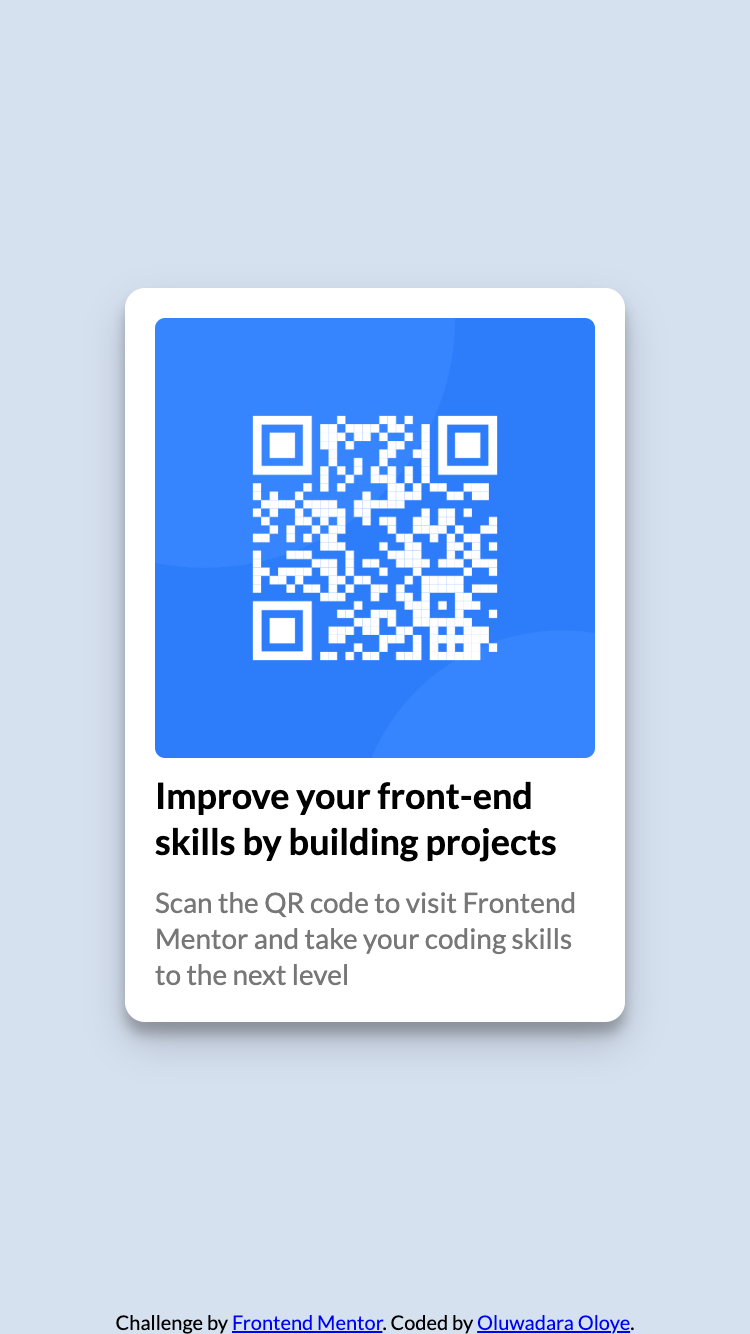 Improve your front-end
skills by building projects
Scan the QR code to visit Frontend
Mentor and take your coding skills
to the next level
Challenge by Frontend Mentor. Coded by Oluwadara Oloye.